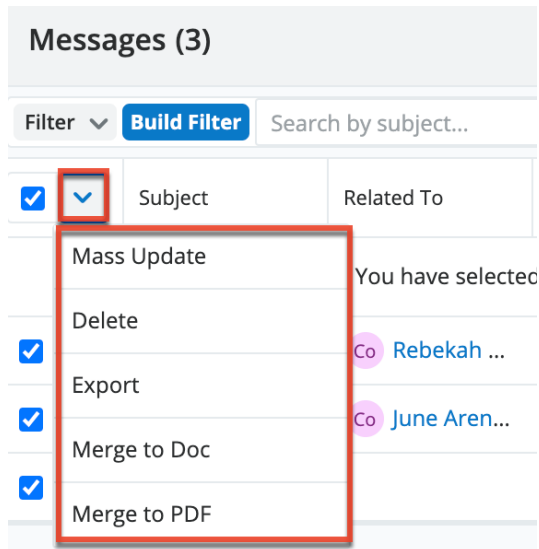 Messages (3)
Filter Build Filter Search by subject...
Subject Related To
Mass Update
You have selected
Delete
Co Rebekah ...
Export
Co June Aren...
Merge to Doc
Merge to PDF